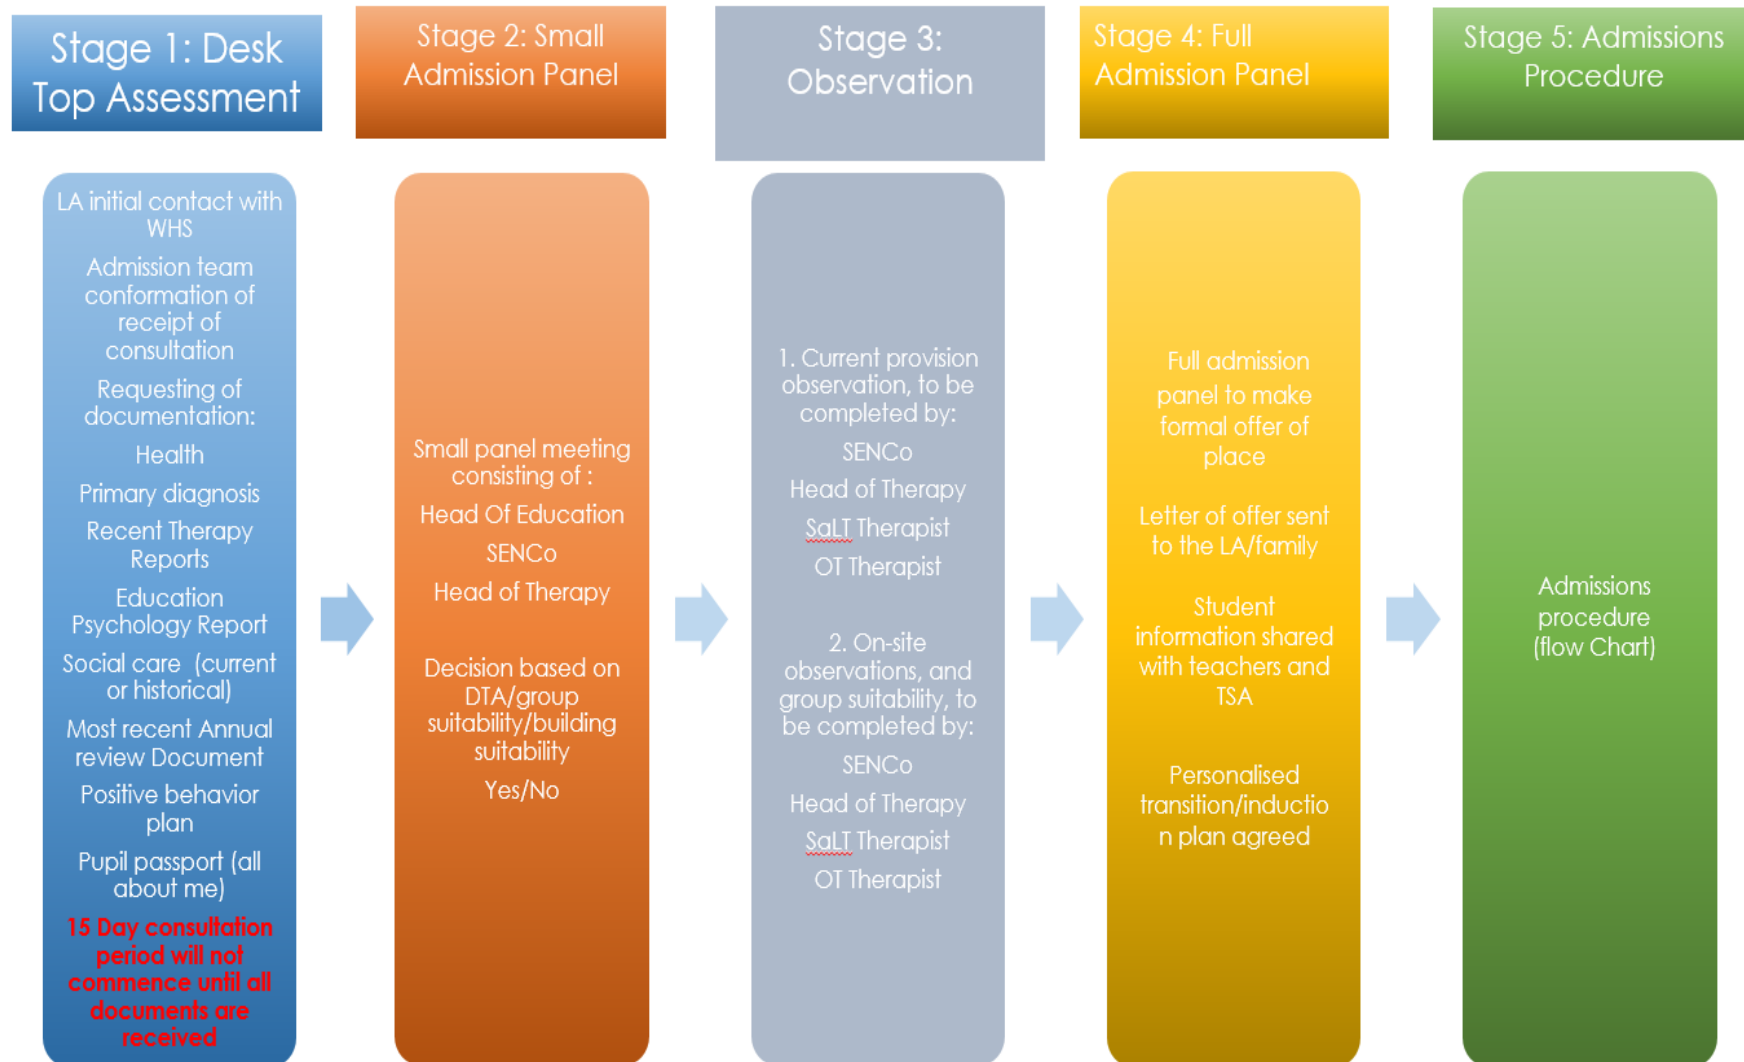 Stage 1: Desk
Top Assessment
LA initial contact with
WHS
Admission team
conformation of
receipt of
consultation
Requesting of
documentation:
Health
Primary diagnosis
Recent Therapy
Reports
Education
Psychology Report
Social care (current
or historical)
Most recent Annual
review Document
Positive behavior
plan
Pupil passport (all
about me)
15 Day consultation
period will not
commence until all
documents are
received
Stage 2: Small
Admission Panel
Small panel meeting
consisting of :
Head Of Education
SENCo
Head of Therapy
Decision based on
DTA/group
suitability/building
suitability
Yes/No
Stage 3:
Observation
1. Current provision
observation, to be
completed by:
SENCo
Head of Therapy
SaLT Therapist
OT Therapist
2. On-site
observations, and
group suitability, to
be completed by:
SENCo
Head of Therapy
SaLT Therapist
OT Therapist
Stage 4: Full
Admission Panel
Full admission
panel to make
formal offer of
place
Letter of offer sent
to the LA/family
Student
information shared
with teachers and
TSA
Personalised
transition/inductio
n plan agreed
Stage 5: Admissions
Procedure
Admissions
procedure
(flow Chart)